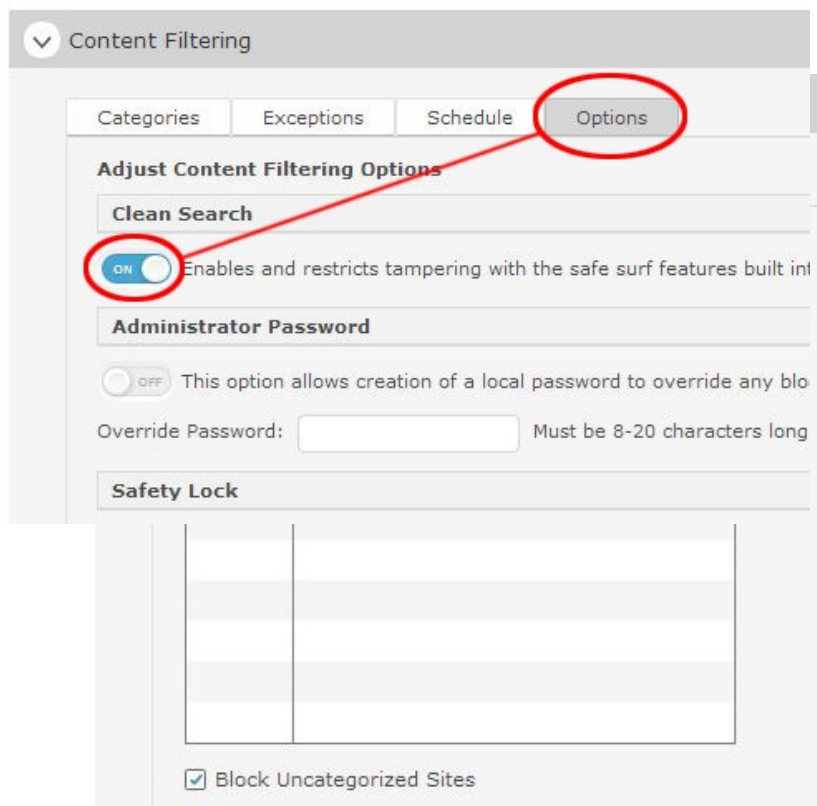 Content Filtering
Categories Exceptions Schedule Options
Adjust Content Filtering Options
Clean Search
ON Enables and restricts tampering with the safe surf features built
Administrator Password
OFF This option allows creation of a local password to override any
Override Password: Must be 8-20 characters long
Safety Lock
Block Uncategorized Sites